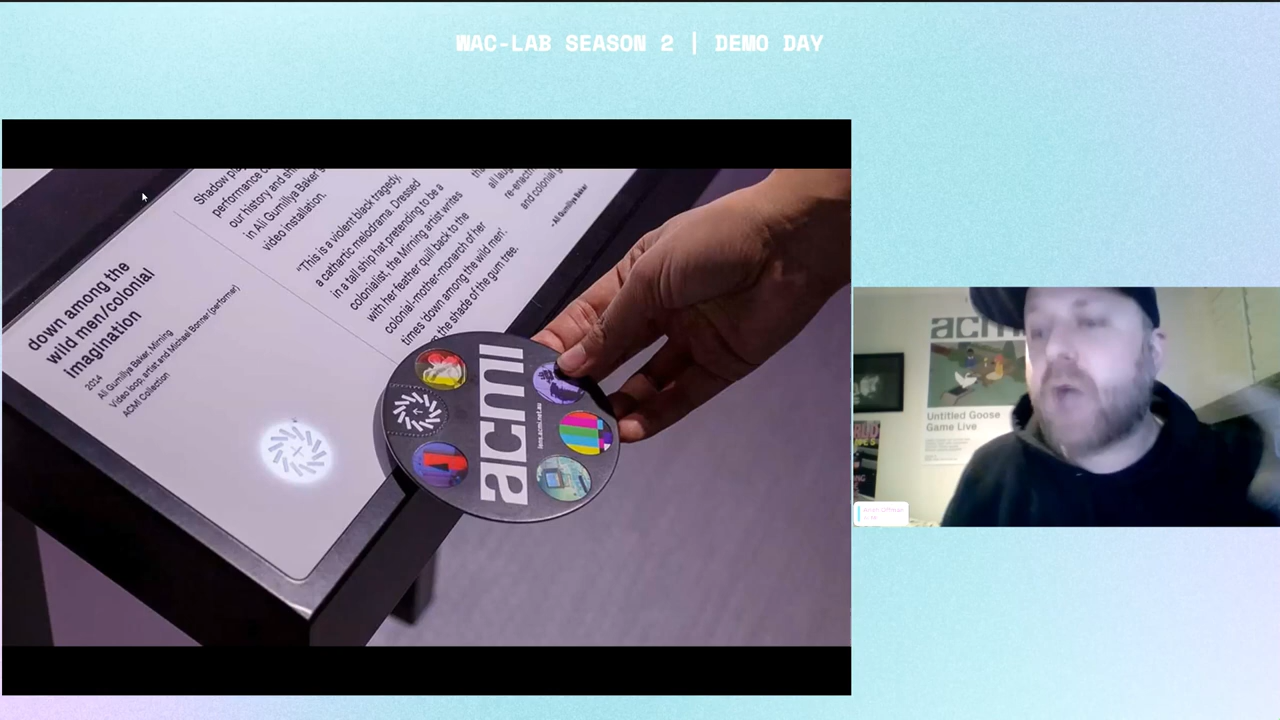 WAC-LAB SEASON 2 | DEMO DAY
down among the
wild men/colonial
imagination
2014
Ali Gumillya Baker, Mirning
Video loop, artist and Michael Bonner (performer)
ACMI Collection
Shadow
performance
our history and
in Ali Gumillya Baker's
video installation.
"This is a violent black tragedy,
a cathartic melodrama. Dressed
in a tall ship hat pretending to be a
colonialist, the Mirning artist writes
with her feather quill back to the
colonial-mother-monarch of her
times 'down among the wild men'.
the shade of the gum tree.
all
re-enact
and colonial
- Ali Gumillya Baker
acmi
lens.acmi.net.au
acm
Untitled Goose
Game Live